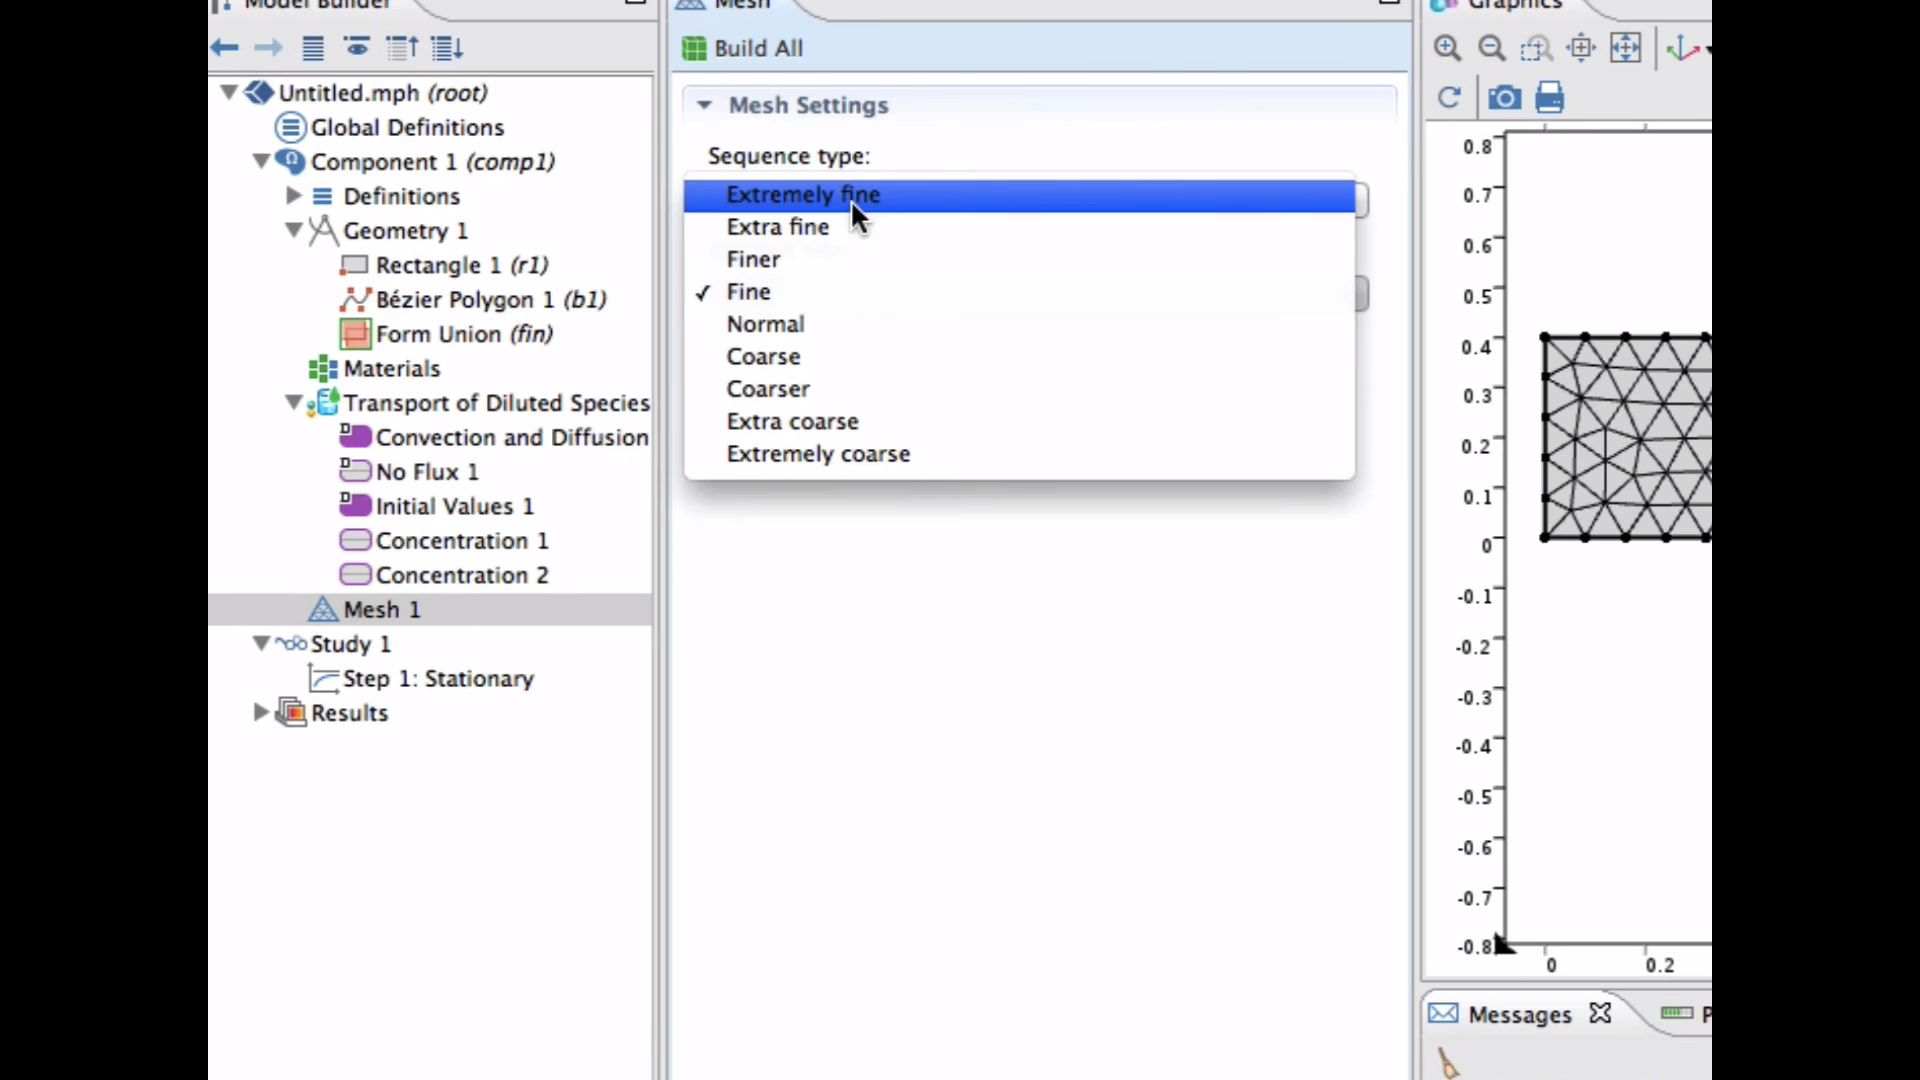 Model Builder
Untitled.mph (root)
Global Definitions
Component 1 (comp1)
Definitions
Geometry 1
Rectangle 1 (r1)
Bézier Polygon 1 (b1)
Form Union (fin)
Materials
Transport of Diluted Species
Convection and Diffusion
No Flux 1
Initial Values 1
Concentration 1
Concentration 2
Mesh 1
Study 1
Step 1: Stationary
Results
Mesh
Build All
Mesh Settings
Sequence type:
Extremely fine
Extra fine
Finer
✓ Fine
Normal
Coarse
Coarser
Extra coarse
Extremely coarse
Graphics
0.8
0.7
0.6
0.5
0.4
0.3
0.2
0.1
0
-0.1
-0.2
-0.3
-0.4
-0.5
-0.6
-0.7
-0.8
0 0.2
Messages P